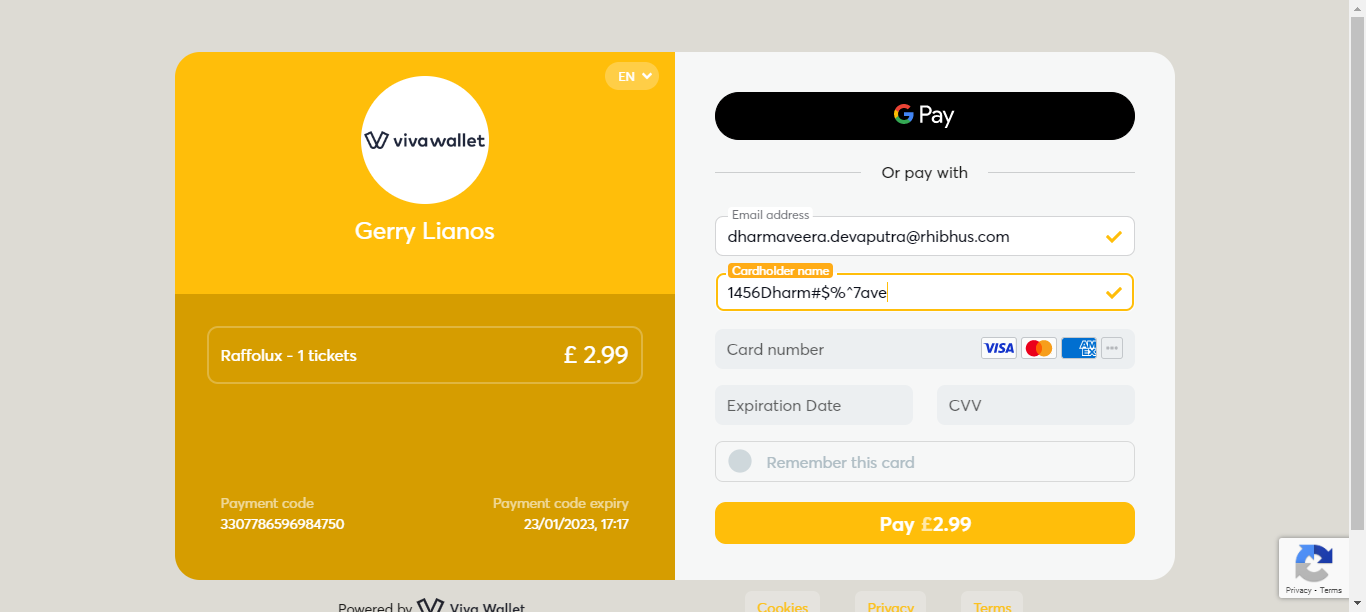 EN
vivawallet
Gerry Lianos
Raffolux - 1 tickets
£ 2.99
Payment code
3307786596984750
Payment code expiry
23/01/2023, 17:17
G Pay
Or pay with
Email address
dharmaveera.devaputra@rhibhus.com
Cardholder name
1456Dharm#$%^7ave
Card number
VISA
AM
EX
Expiration Date
CVV
Remember this card
Pay £2.99
Privacy - Terms
Powered by Viva Wallet
Cookies
Privacy
Terms